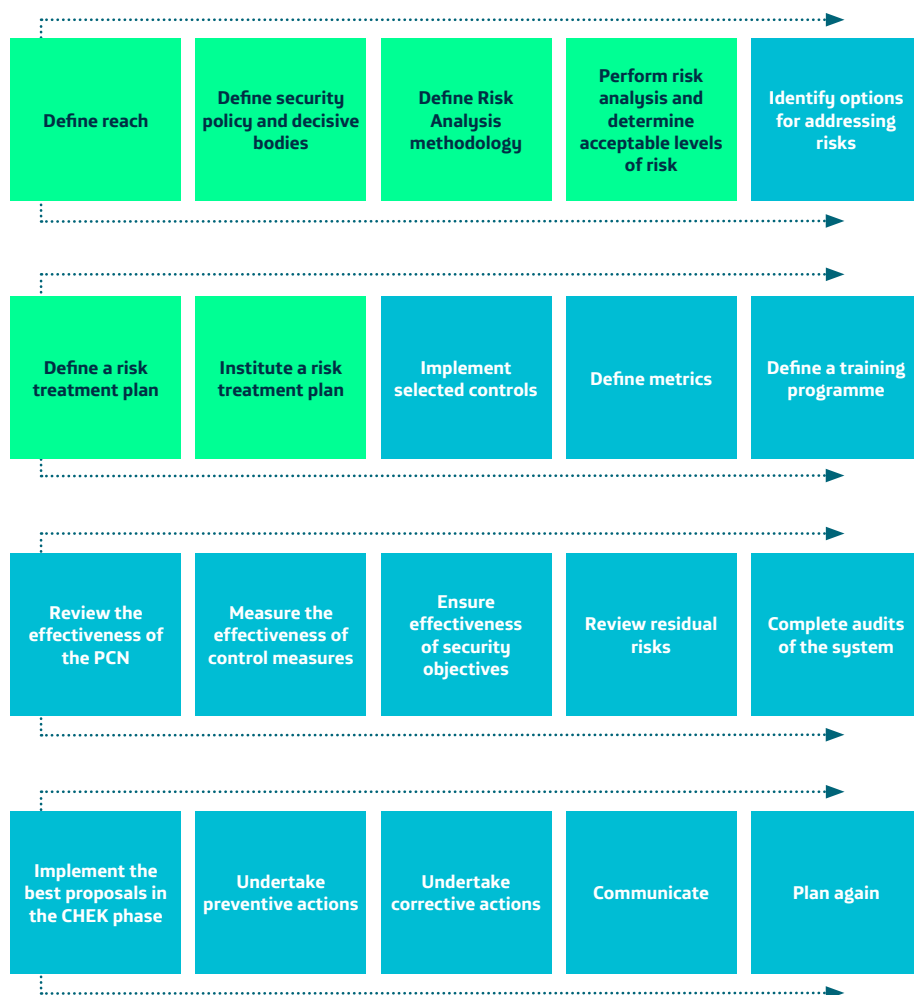 Define reach
Define security
policy and decisive
bodies
Define Risk
Analysis
methodology
Perform risk
analysis and
determine
acceptable levels
of risk
Identify options
for addressing
risks
Define a risk
treatment plan
Institute a risk
treatment plan
Implement
selected controls
Define metrics
Define a training
programme
Review the
effectiveness of
the PCN
Measure the
effectiveness of
control measures
Ensure
effectiveness
of security
objectives
Review residual
risks
Complete audits
of the system
Implement the
best proposals in
the CHEK phase
Undertake
preventive actions
Undertake
corrective actions
Communicate
Plan again